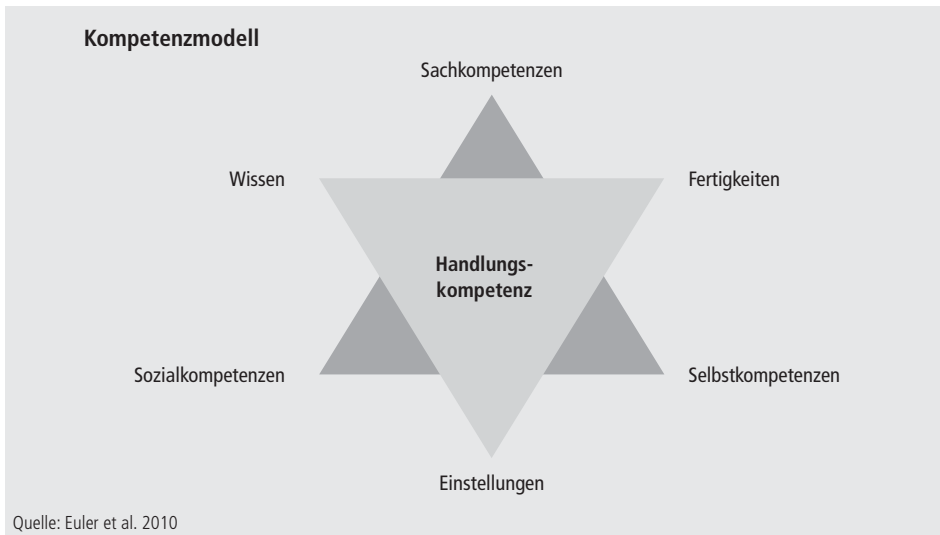 Kompetenzmodell
Sachkompetenzen
Wissen
Fertigkeiten
Handlungs-
kompetenz
Sozialkompetenzen
Selbstkompetenzen
Einstellungen
Quelle: Euler et al. 2010